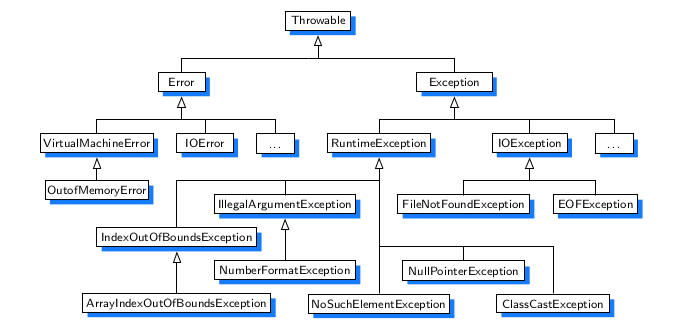 Throwable
Error
Exception
VirtualMachineError
IOError
...
RuntimeException
IOException
...
OutofMemoryError
IllegalArgumentException
FileNotFoundException
EOFException
IndexOutOfBoundsException
NumberFormatException
NullPointerException
ArrayIndexOutOfBoundsException
NoSuchElementException
ClassCastException